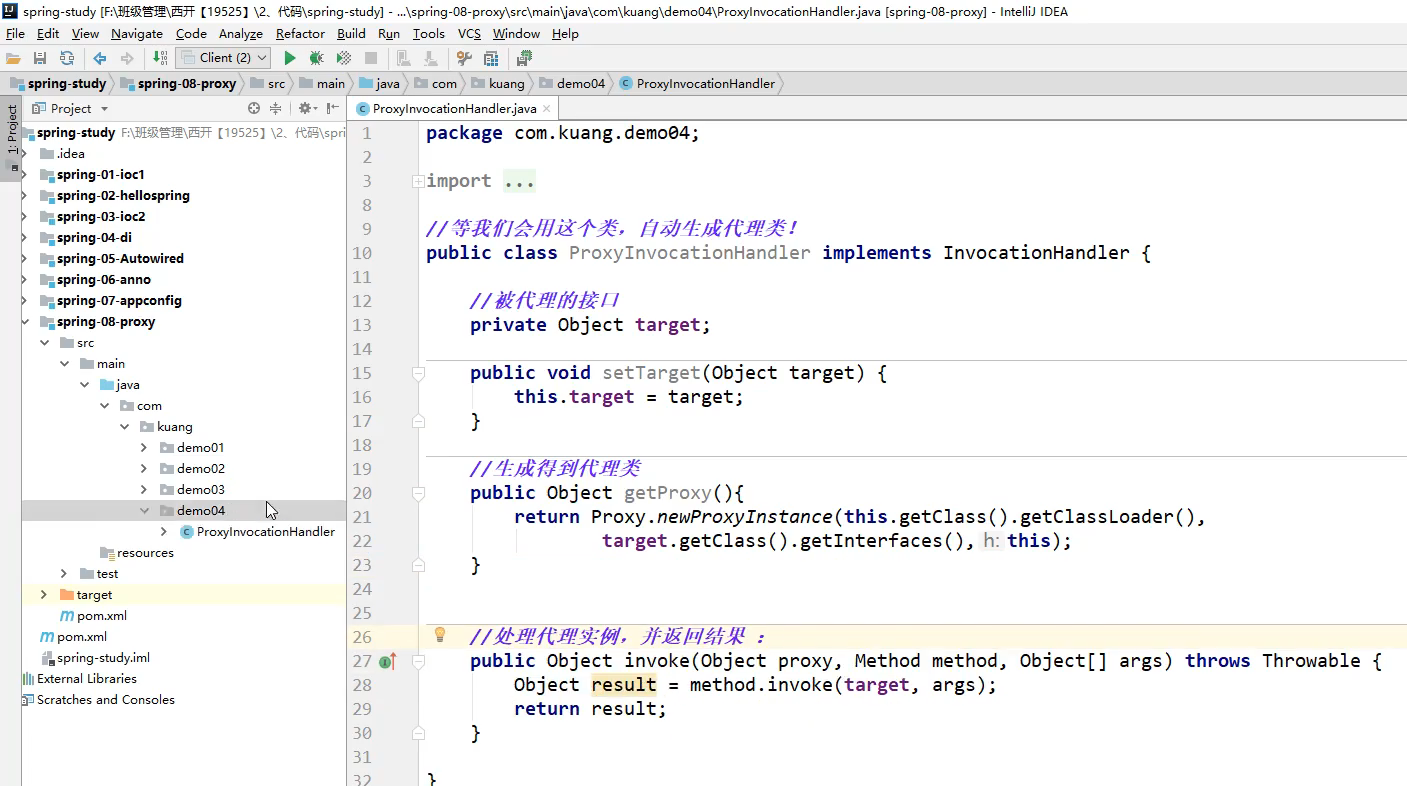 spring-study [F:\班级管理\西开【19525】\2、代码\spring-study] - ...\spring-08-proxy\src\main\java\com\kuang\demo04\ProxyInvocationHandler.java [spring-08-proxy] - IntelliJ IDEA
File Edit View Navigate Code Analyze Refactor Build Run Tools VCS Window Help
Client (2)
spring-study spring-08-proxy src main java com kuang demo04 ProxyInvocationHandler
1: Project
Project
spring-study F:\班级管理\西开【19525】\2、代码\spri
.idea
spring-01-ioc1
spring-02-hellospring
spring-03-ioc2
spring-04-di
spring-05-Autowired
spring-06-anno
spring-07-appconfig
spring-08-proxy
src
main
java
com
kuang
demo01
demo02
demo03
demo04
ProxyInvocationHandler
resources
test
target
pom.xml
pom.xml
spring-study.iml
External Libraries
Scratches and Consoles
ProxyInvocationHandler.java
1 package com.kuang.demo04;
2
3 import ...
8
9 //等我们会用这个类，自动生成代理类！
10 public class ProxyInvocationHandler implements InvocationHandler {
11
12 //被代理的接口
13 private Object target;
14
15 public void setTarget(Object target) {
16 this.target = target;
17 }
18
19 //生成得到代理类
20 public Object getProxy(){
21 return Proxy.newProxyInstance(this.getClass().getClassLoader(),
22 target.getClass().getInterfaces(), h: this);
23 }
24
25
26 //处理代理实例，并返回结果 ：
27 public Object invoke(Object proxy, Method method, Object[] args) throws Throwable {
28 Object result = method.invoke(target, args);
29 return result;
30 }
31
32 }